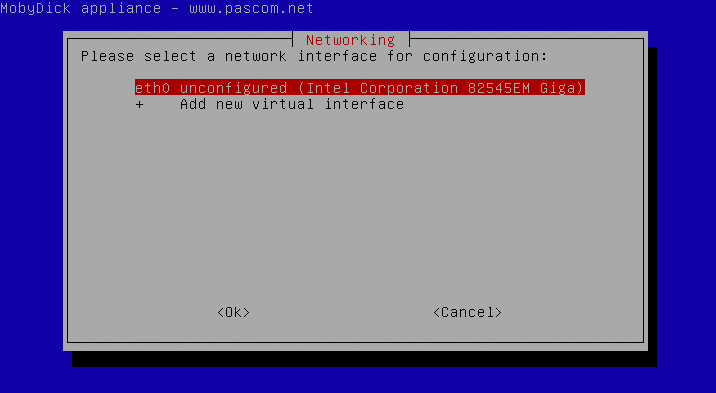 MobyDick appliance - www.pascom.net
Networking
Please select a network interface for configuration:
eth0 unconfigured (Intel Corporation 82545EM Giga)
+ Add new virtual interface
<Ok> <Cancel>